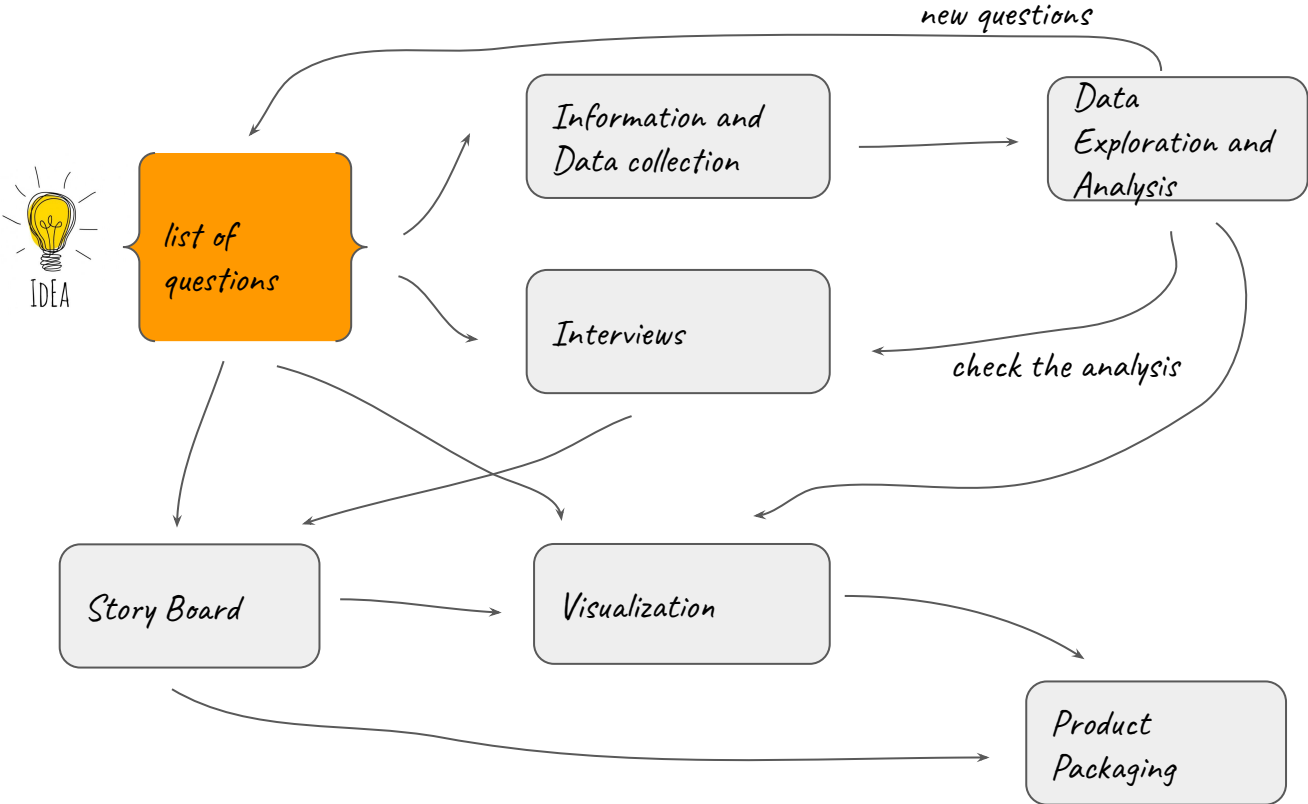 new questions
Information and
Data collection
Data
Exploration and
Analysis
list of
questions
IDEA
Interviews
check the analysis
Story Board
Visualization
Product
Packaging